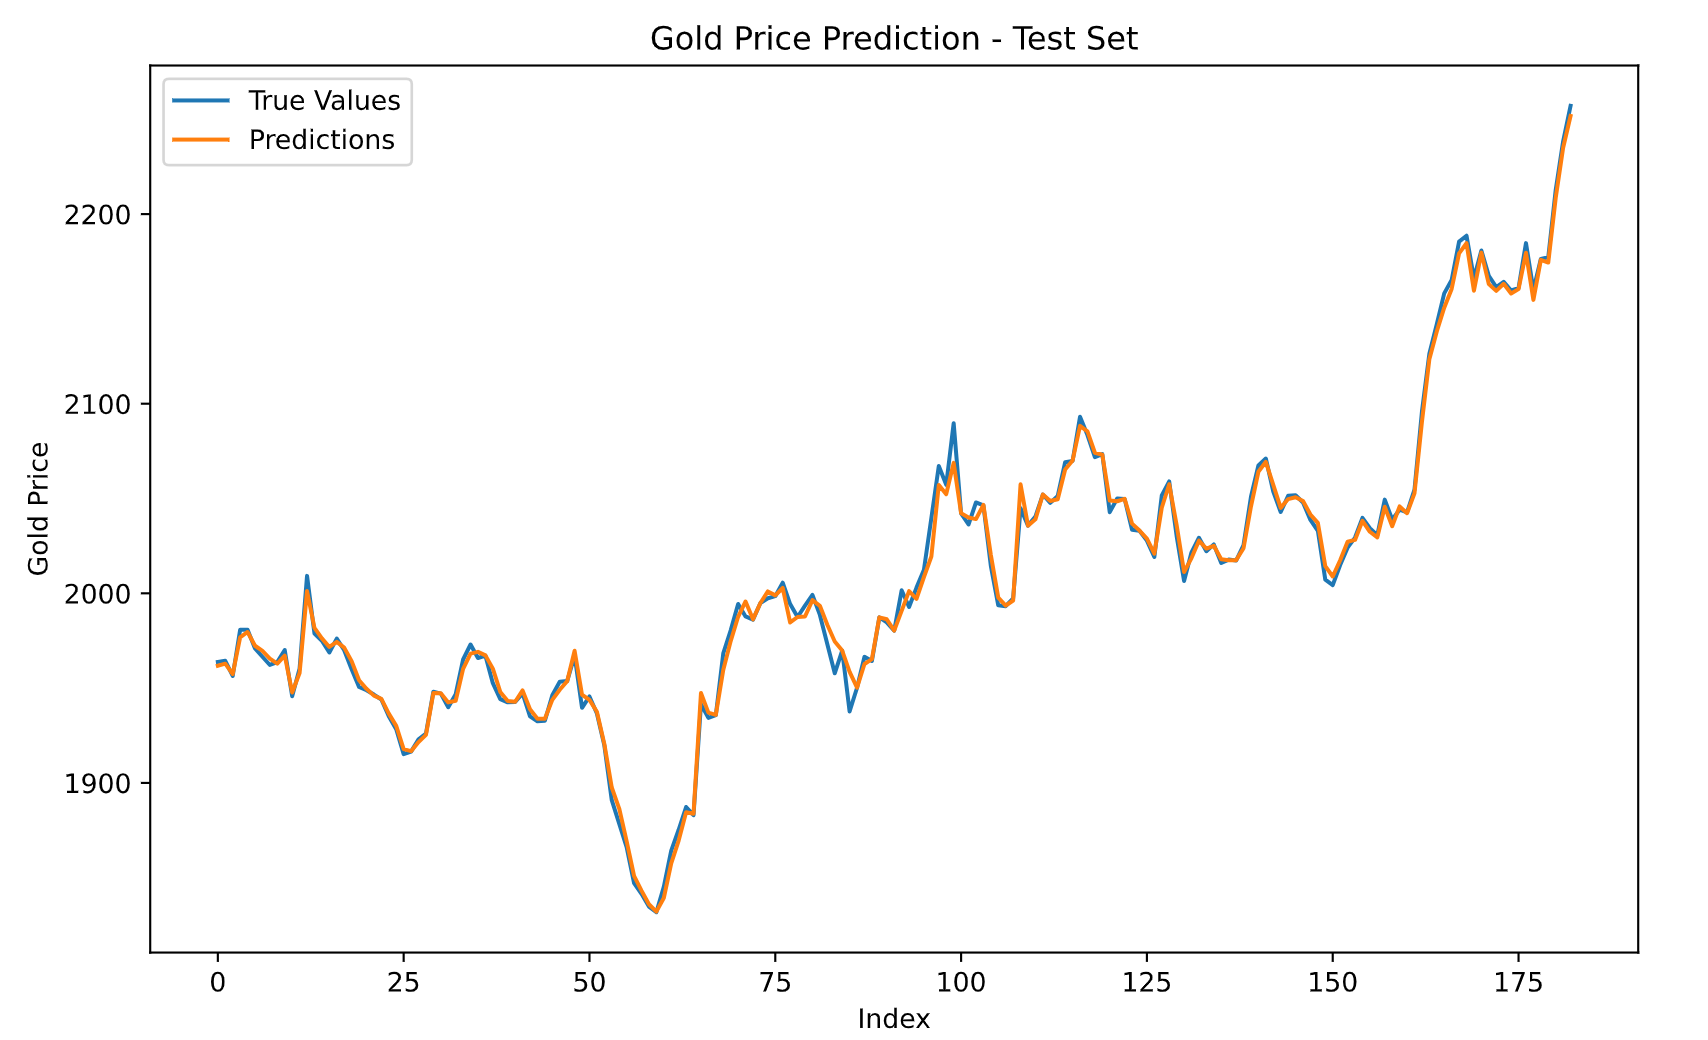 Gold Price Prediction - Test Set
True Values
Predictions
Gold Price
2200
2100
2000
1900
0 25 50 75 100 125 150 175
Index